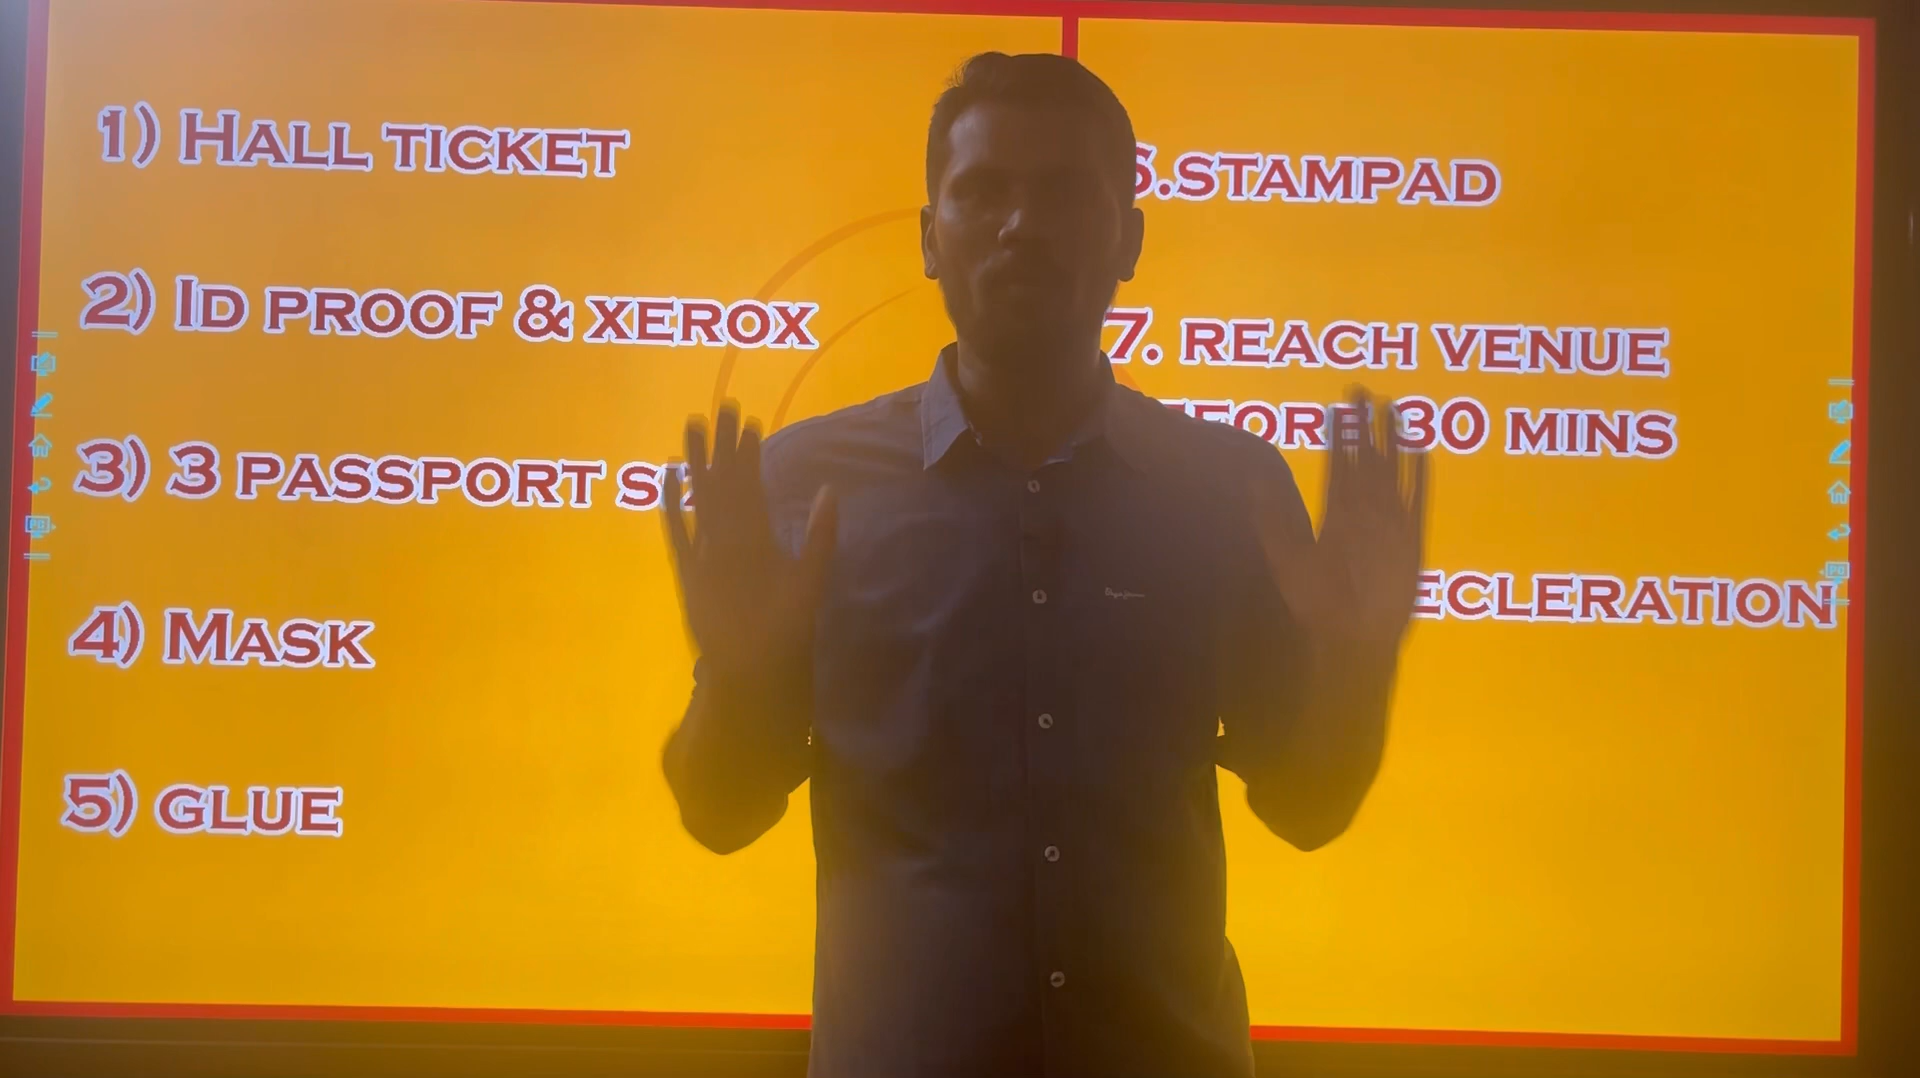 1) HALL TICKET
2) ID PROOF & XEROX
3) 3 PASSPORT
4) MASK
5) GLUE
.STAMPAD
7. REACH VENUE
30 MINS
ECLERATION